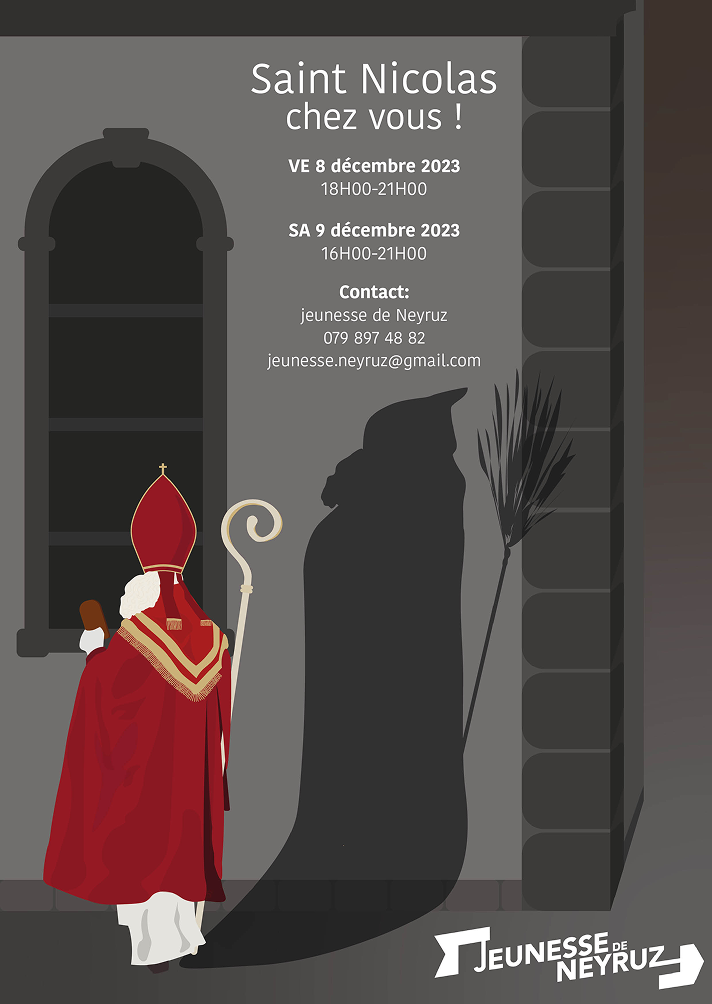 Saint Nicolas
chez vous !
VE 8 décembre 2023
18H00-21H00
SA 9 décembre 2023
16H00-21H00
Contact:
jeunesse de Neyruz
079 897 48 82
jeunesse.neyruz@gmail.com
JEUNESSE DE
NEYRUZ